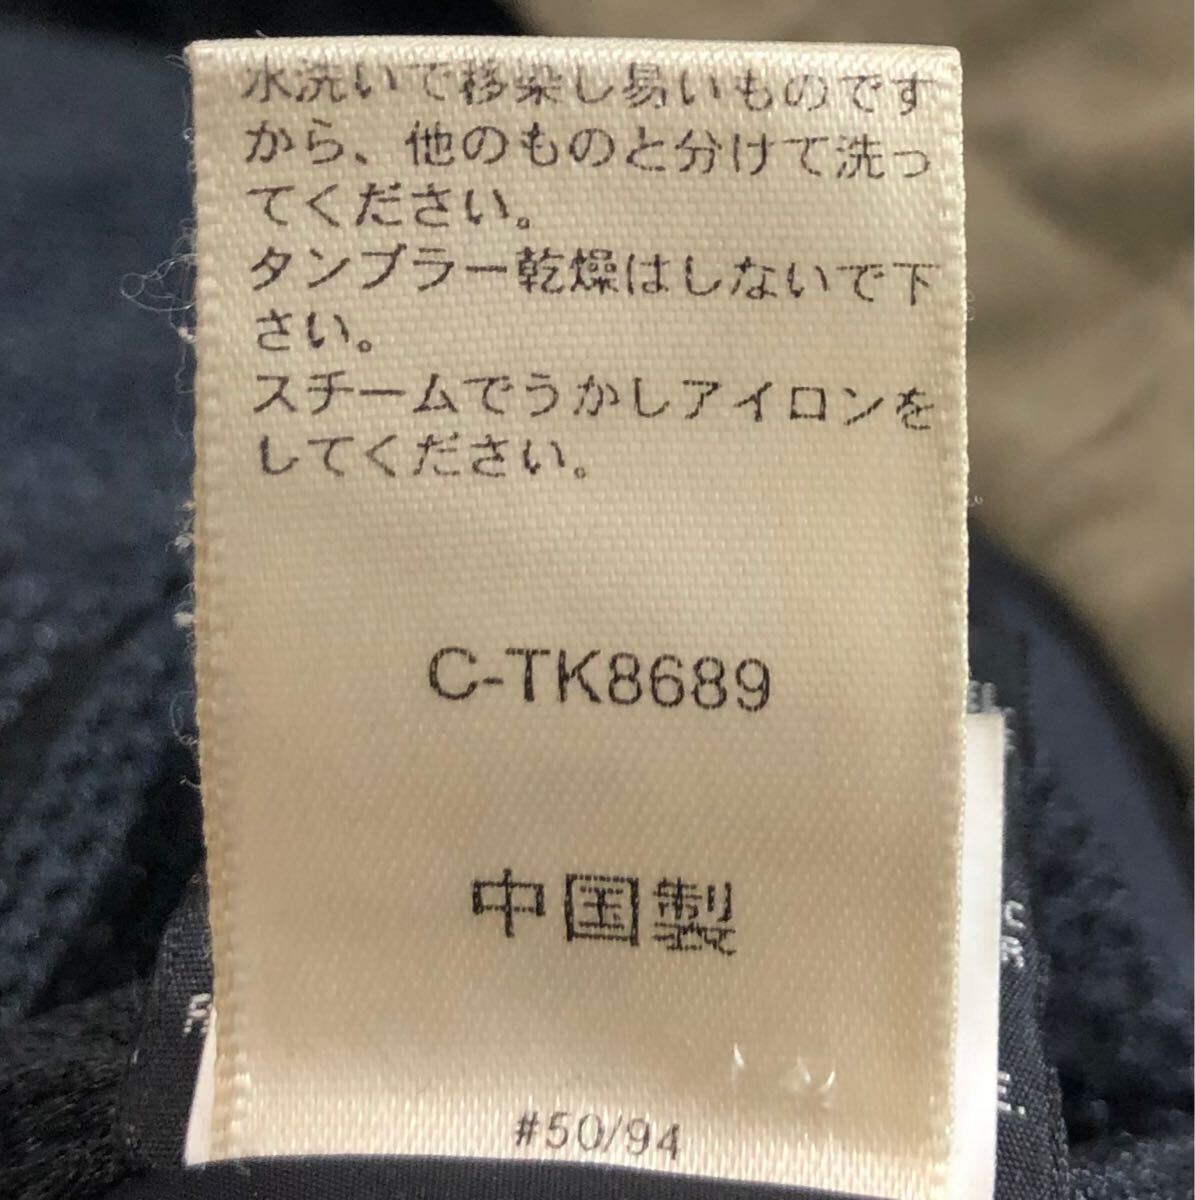 水洗いで移染し易いものです
から、他のものと分けて洗っ
てください。
タンブラー乾燥はしないで下
さい。
スチームでうかしアイロンを
してください。
C-TK8689
中国製
#50/94